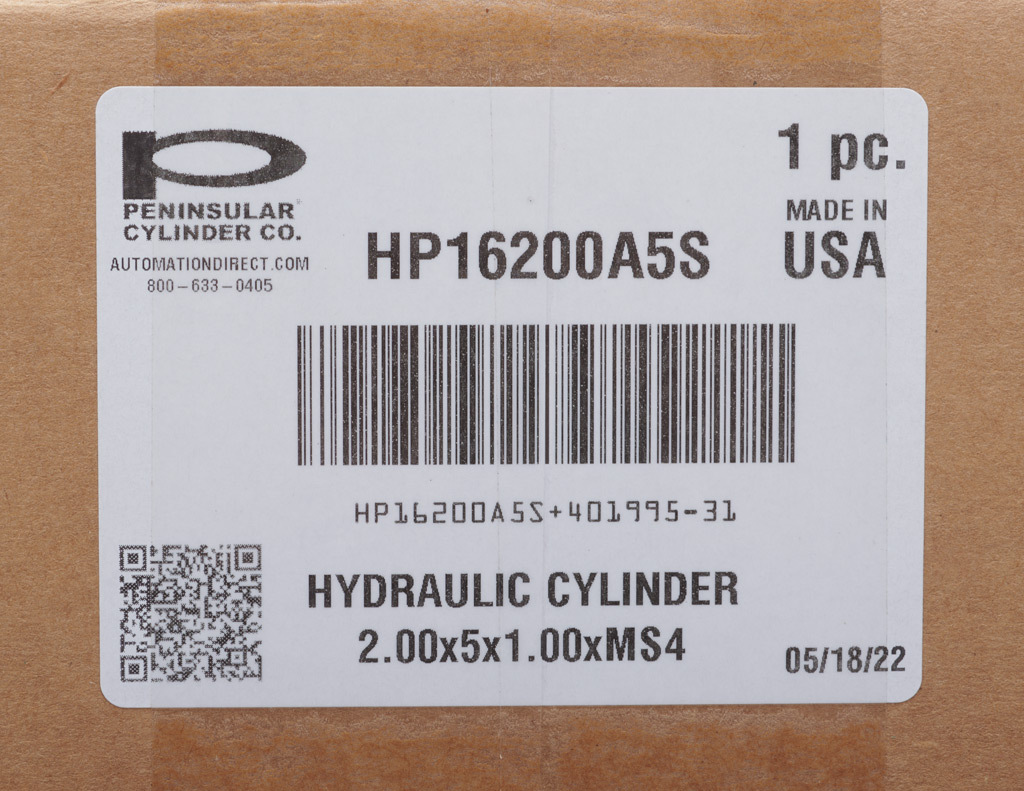 PENINSULAR
CYLINDER CO.
AUTOMATIONDIRECT.COM
800-633-0405
HP16200A5S
1 pc.
MADE IN
USA
HP16200A5S+401995-31
HYDRAULIC CYLINDER
2.00x5x1.00xMS4
05/18/22